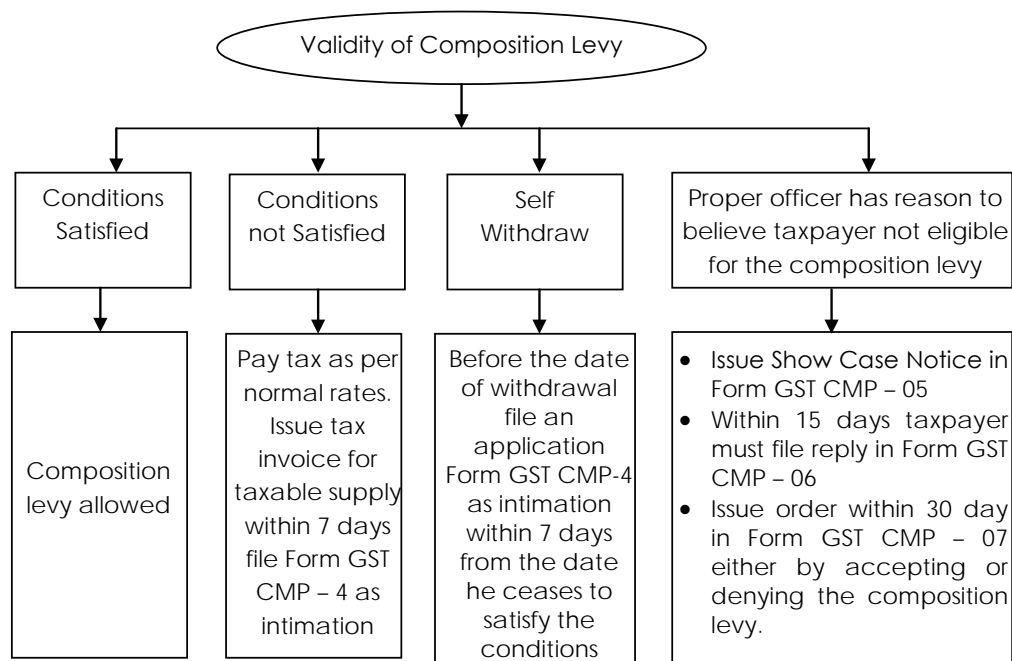 Validity of Composition Levy
Conditions
Satisfied
Conditions
not Satisfied
Self
Withdraw
Proper officer has reason to
believe taxpayer not eligible
for the composition levy
Composition
levy allowed
Pay tax as per
normal rates.
Issue tax
invoice for
taxable supply
within 7 days
file Form GST
CMP – 4 as
intimation
Before the date
of withdrawal
file an
application
Form GST CMP-4
as intimation
within 7 days
from the date
he ceases to
satisfy the
conditions
• Issue Show Case Notice in
Form GST CMP – 05
• Within 15 days taxpayer
must file reply in Form GST
CMP – 06
• Issue order within 30 day
in Form GST CMP – 07
either by accepting or
denying the composition
levy.